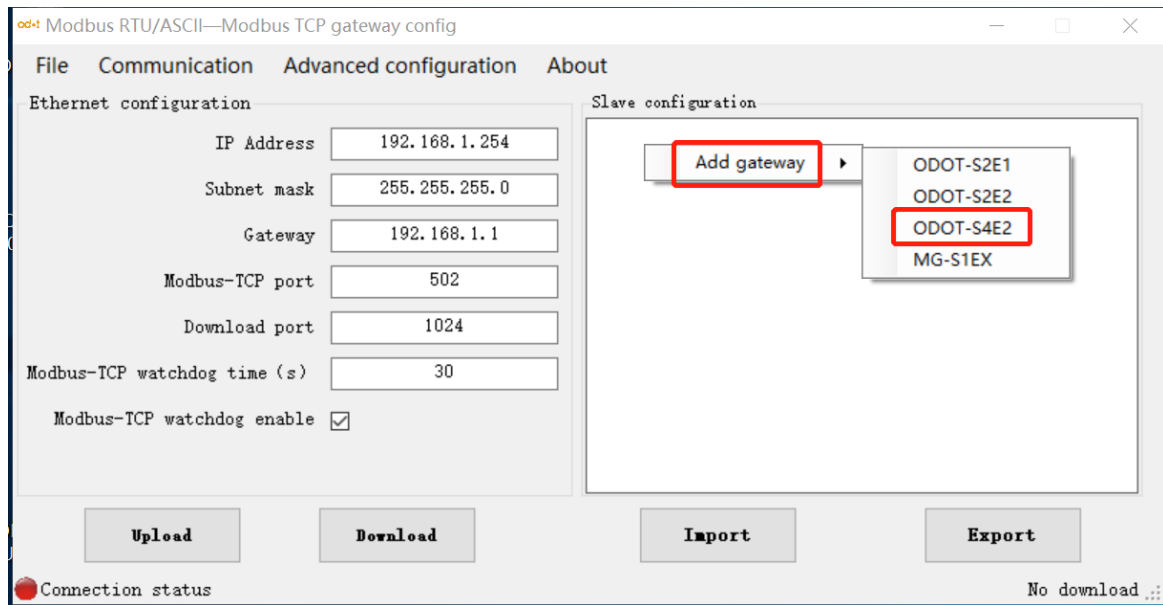 odot Modbus RTU/ASCII—Modbus TCP gateway config
File Communication Advanced configuration About
Ethernet configuration
IP Address 192.168.1.254
Subnet mask 255.255.255.0
Gateway 192.168.1.1
Modbus-TCP port 502
Download port 1024
Modbus-TCP watchdog time(s) 30
Modbus-TCP watchdog enable
Slave configuration
Add gateway
ODOT-S2E1
ODOT-S2E2
ODOT-S4E2
MG-S1EX
Upload Download Import Export
Connection status No download